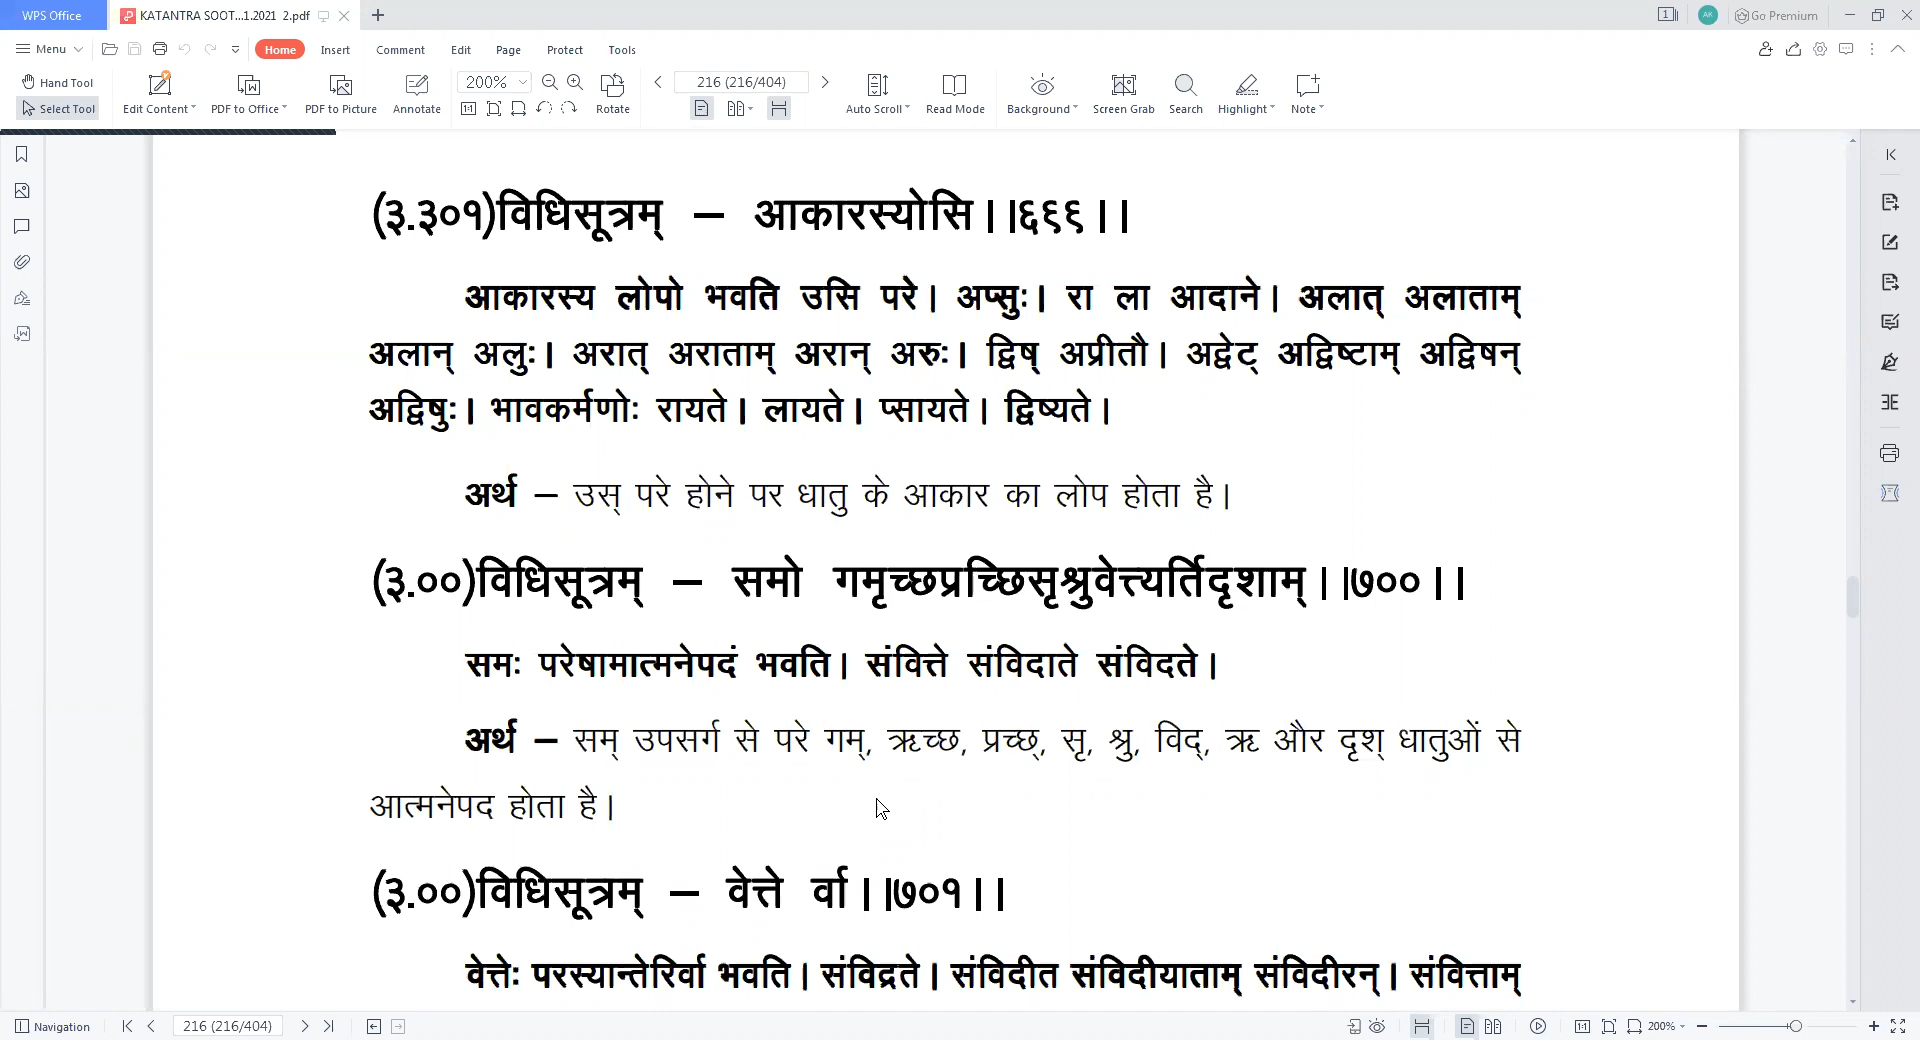 WPS Office
KATANTRA SOOT...1.2021 2.pdf
1
AK
Go Premium
Menu
Home
Insert
Comment
Edit
Page
Protect
Tools
Hand Tool
Select Tool
Edit Content
PDF to Office
PDF to Picture
Annotate
200%
Rotate
216 (216/404)
Auto Scroll
Read Mode
Background
Screen Grab
Search
Highlight
Note
(३.३०१)विधिसूत्रम् – आकारस्योसि।।६९९।।
आकारस्य लोपो भवति उसि परे। अप्सुः। रा ला आदाने। अलात् अलाताम्
अलान् अलुः। अरात् अराताम् अरान् अरुः। द्विष् अप्रीतौ। अद्वेट् अद्विष्टाम् अद्विषन्
अद्विषुः। भावकर्मणोः रायते। लायते। प्सायते। द्विष्यते।
अर्थ – उस् परे होने पर धातु के आकार का लोप होता है।
(३.००)विधिसूत्रम् – समो गमृच्छप्रच्छिसृश्रुवेत्त्यर्तिदृशाम्।।७००।।
समः परेषामात्मनेपदं भवति। संवित्ते संविदाते संविदते।
अर्थ – सम् उपसर्ग से परे गम्, ऋच्छ, प्रच्छ्, सृ, श्रु, विद्, ऋ और दृश् धातुओं से
आत्मनेपद होता है।
(३.००)विधिसूत्रम् – वेत्ते र्वा।।७०१।।
वेत्तेः परस्यान्तेरिर्वा भवति। संविद्रते। संविदीत संविदीयाताम् संविदीरन्। संवित्ताम्
Navigation
216 (216/404)
200%